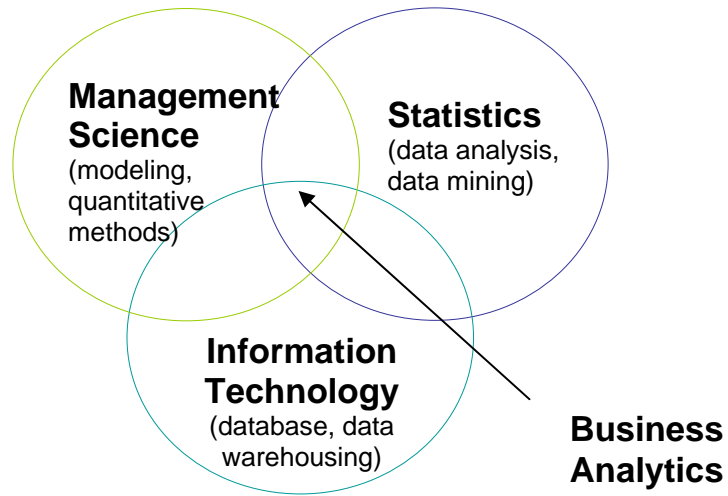 Management
Science
(modeling,
quantitative
methods)
Statistics
(data analysis,
data mining)
Information
Technology
(database, data
warehousing)
Business
Analytics